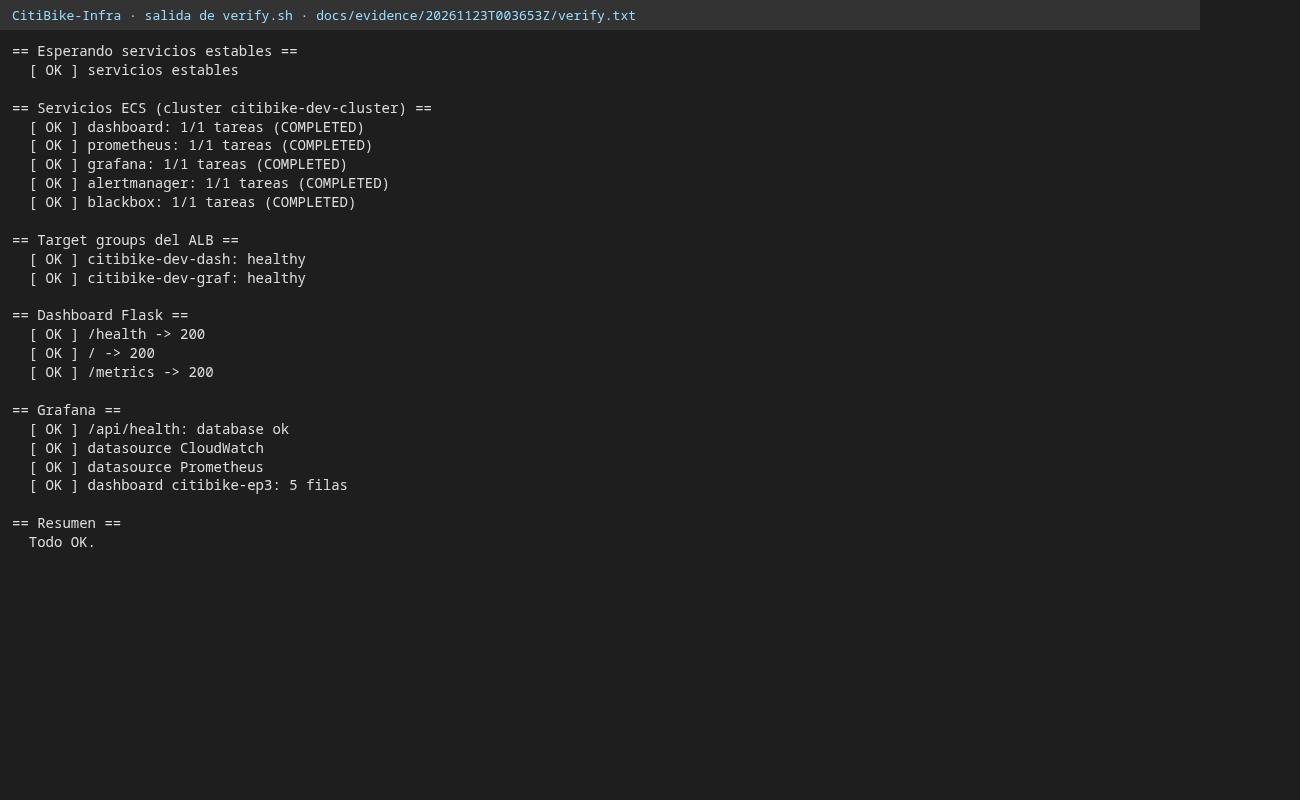 CitiBike-Infra · salida de verify.sh · docs/evidence/20261123T003653Z/verify.txt
== Esperando servicios estables ==
[ OK ] servicios estables
== Servicios ECS (cluster citibike-dev-cluster) ==
[ OK ] dashboard: 1/1 tareas (COMPLETED)
[ OK ] prometheus: 1/1 tareas (COMPLETED)
[ OK ] grafana: 1/1 tareas (COMPLETED)
[ OK ] alertmanager: 1/1 tareas (COMPLETED)
[ OK ] blackbox: 1/1 tareas (COMPLETED)
== Target groups del ALB ==
[ OK ] citibike-dev-dash: healthy
[ OK ] citibike-dev-graf: healthy
== Dashboard Flask ==
[ OK ] /health -> 200
[ OK ] / -> 200
[ OK ] /metrics -> 200
== Grafana ==
[ OK ] /api/health: database ok
[ OK ] datasource CloudWatch
[ OK ] datasource Prometheus
[ OK ] dashboard citibike-ep3: 5 filas
== Resumen ==
Todo OK.